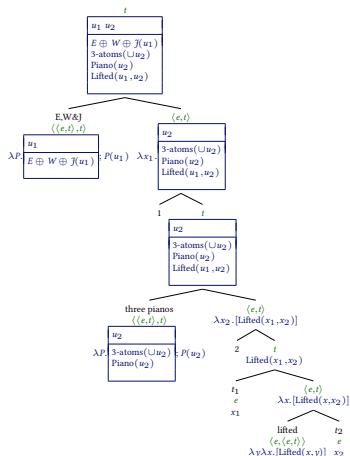 t
u₁ u₂
E ⊕ W ⊕ J(u₁)
3-atoms(∪u₂)
Piano(u₂)
Lifted(u₁,u₂)
E,W&J
⟨⟨e,t⟩,t⟩
λP.
u₁
E ⊕ W ⊕ J(u₁)
; P(u₁)
⟨e,t⟩
λx₁.
u₂
3-atoms(∪u₂)
Piano(u₂)
Lifted(u₁,u₂)
1
t
u₂
3-atoms(∪u₂)
Piano(u₂)
Lifted(u₁,u₂)
three pianos
⟨⟨e,t⟩,t⟩
λP.
u₂
3-atoms(∪u₂)
Piano(u₂)
; P(u₂)
⟨e,t⟩
λx₂.[Lifted(x₁,x₂)]
2
t
Lifted(x₁,x₂)
t₁
e
x₁
⟨e,t⟩
λx.[Lifted(x,x₂)]
lifted
⟨e,⟨e,t⟩⟩
λyλx.[Lifted(x,y)]
t₂
e
x₂